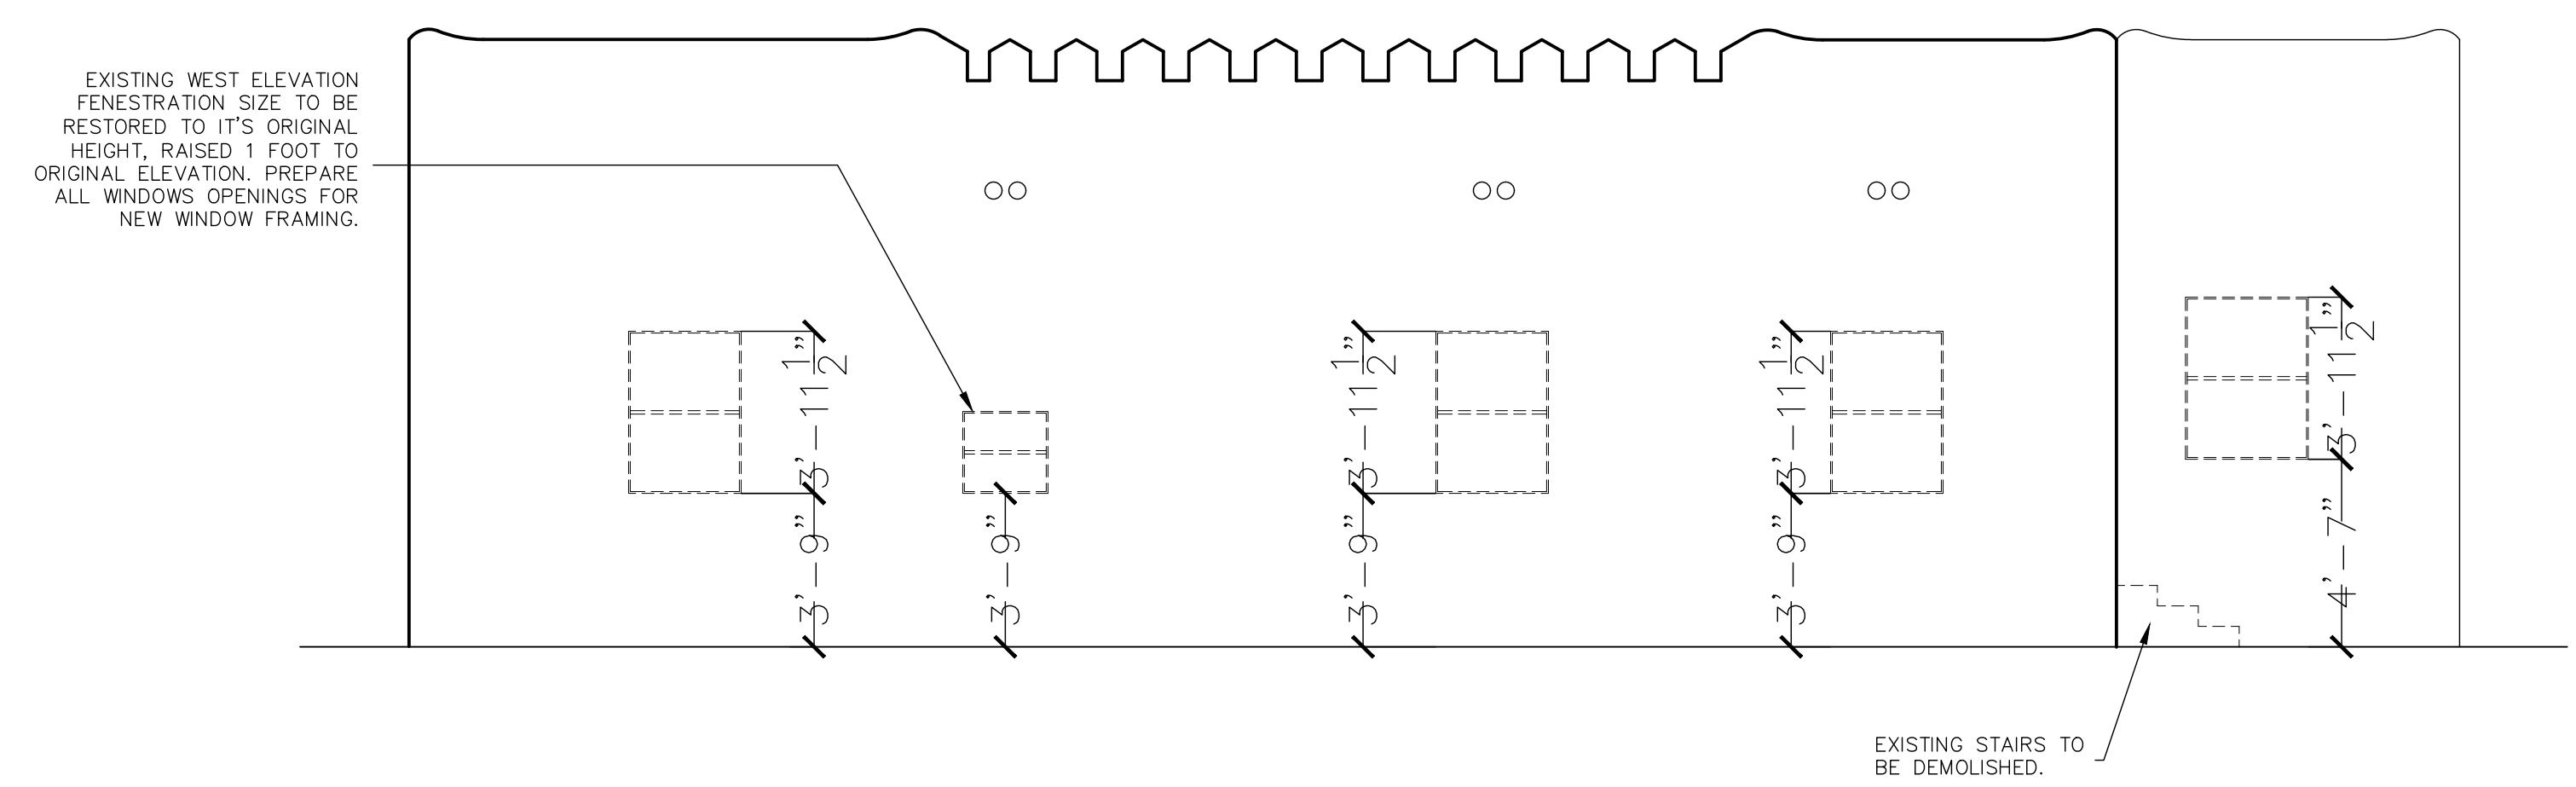 EXISTING WEST ELEVATION
FENESTRATION SIZE TO BE
RESTORED TO IT'S ORIGINAL
HEIGHT, RAISED 1 FOOT TO
ORIGINAL ELEVATION. PREPARE
ALL WINDOWS OPENINGS FOR
NEW WINDOW FRAMING.
3'-11 1/2"
3'-9"
3'-9"
3'-11 1/2"
3'-9"
3'-11 1/2"
3'-9"
3'-11 1/2"
4'-7"
EXISTING STAIRS TO
BE DEMOLISHED.